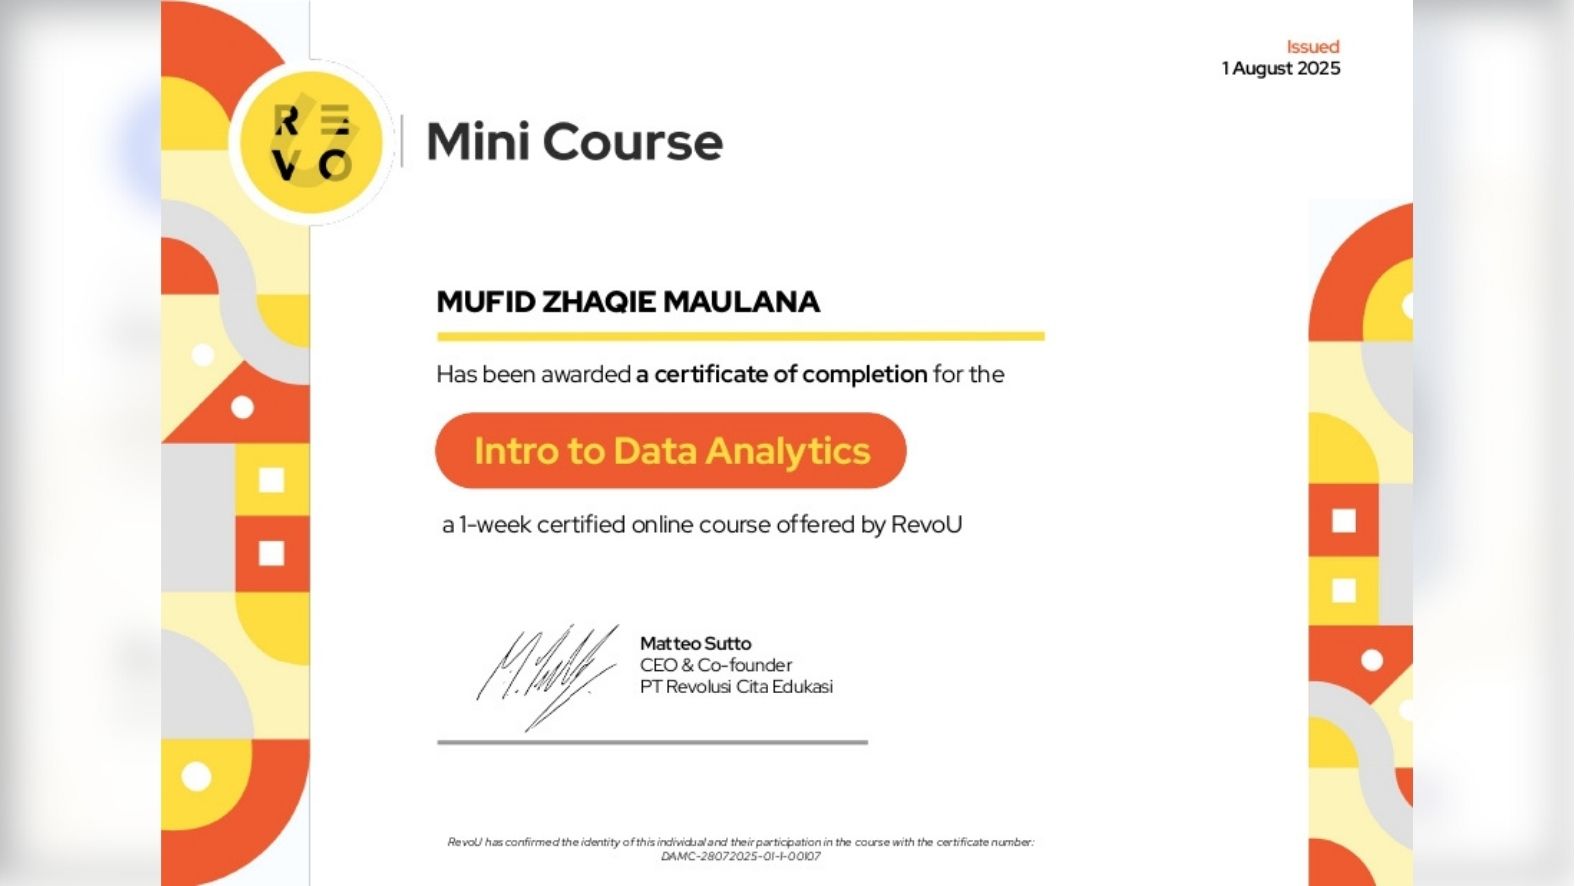 Issued
1 August 2025
RE
VO
Mini Course
MUFID ZHAQIE MAULANA
Has been awarded a certificate of completion for the
Intro to Data Analytics
a 1-week certified online course offered by RevoU
Matteo Sutto
CEO & Co-founder
PT Revolusi Cita Edukasi
RevoU has confirmed the identity of this individual and their participation in the course with the certificate number:
DAMC-28072025-01-1-00107